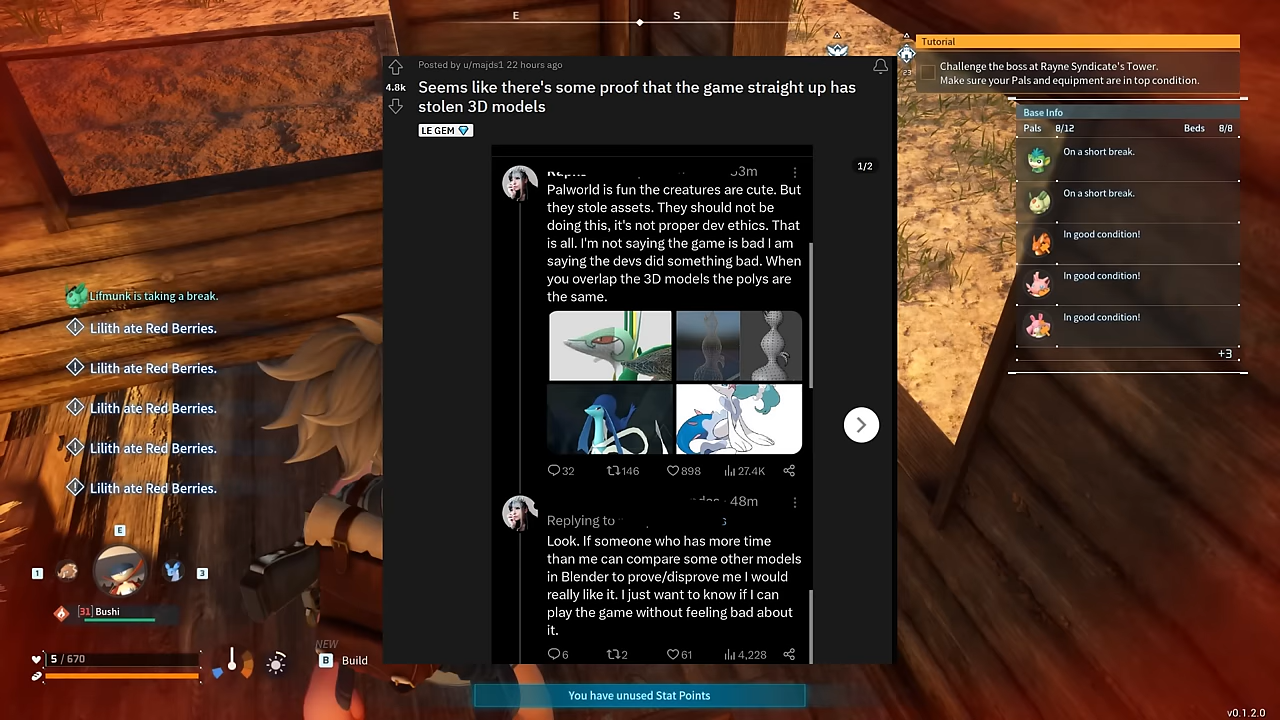 E
S
Tutorial
Challenge the boss at Rayne Syndicate's Tower.
Make sure your Pals and equipment are in top condition.
23
Base Info
Pals 8/12 Beds 8/8
On a short break.
On a short break.
In good condition!
In good condition!
In good condition!
+3
Posted by u/majds1 22 hours ago
4.8k
Seems like there's some proof that the game straight up has
stolen 3D models
LE GEM
1/2
53m
Palworld is fun the creatures are cute. But
they stole assets. They should not be
doing this, it's not proper dev ethics. That
is all. I'm not saying the game is bad I am
saying the devs did something bad. When
you overlap the 3D models the polys are
the same.
32 146 898 27.4K
48m
Replying to
Look. If someone who has more time
than me can compare some other models
in Blender to prove/disprove me I would
really like it. I just want to know if I can
play the game without feeling bad about
it.
6 2 61 4,228
Lifmunk is taking a break.
Lilith ate Red Berries.
Lilith ate Red Berries.
Lilith ate Red Berries.
Lilith ate Red Berries.
Lilith ate Red Berries.
E
1
3
[31] Bushi
5 / 670
NEW
B Build
You have unused Stat Points
v0.1.2.0